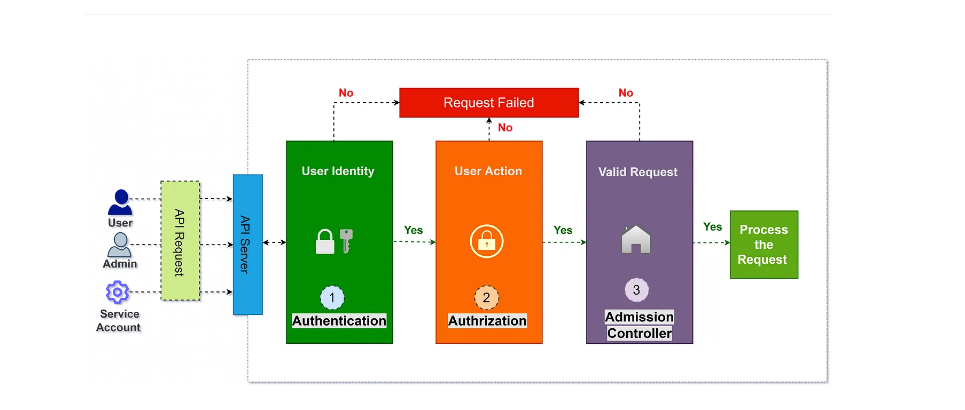 No
Request Failed
No
No
User Identity
User Action
Valid Request
User
Admin
Service
Account
API Request
API Server
Yes
Yes
Yes
Process
the
Request
1
Authentication
2
Authrization
3
Admission
Controller